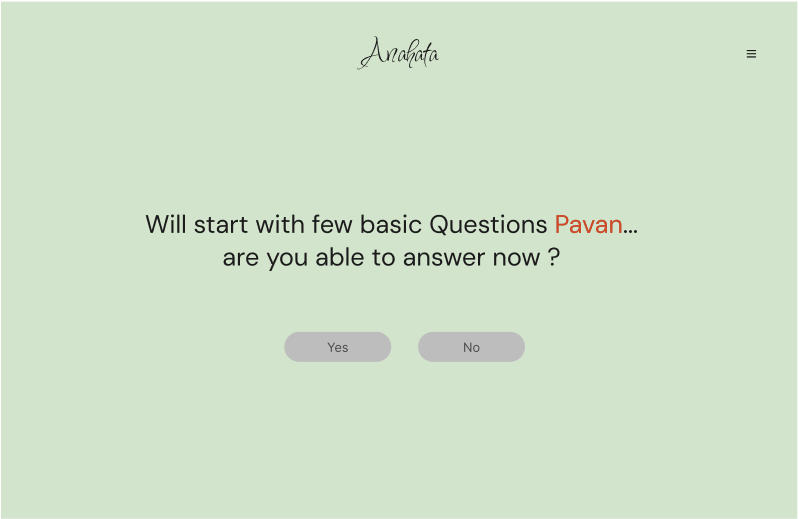 Anahata
Will start with few basic Questions Pavan...
are you able to answer now ?
Yes
No